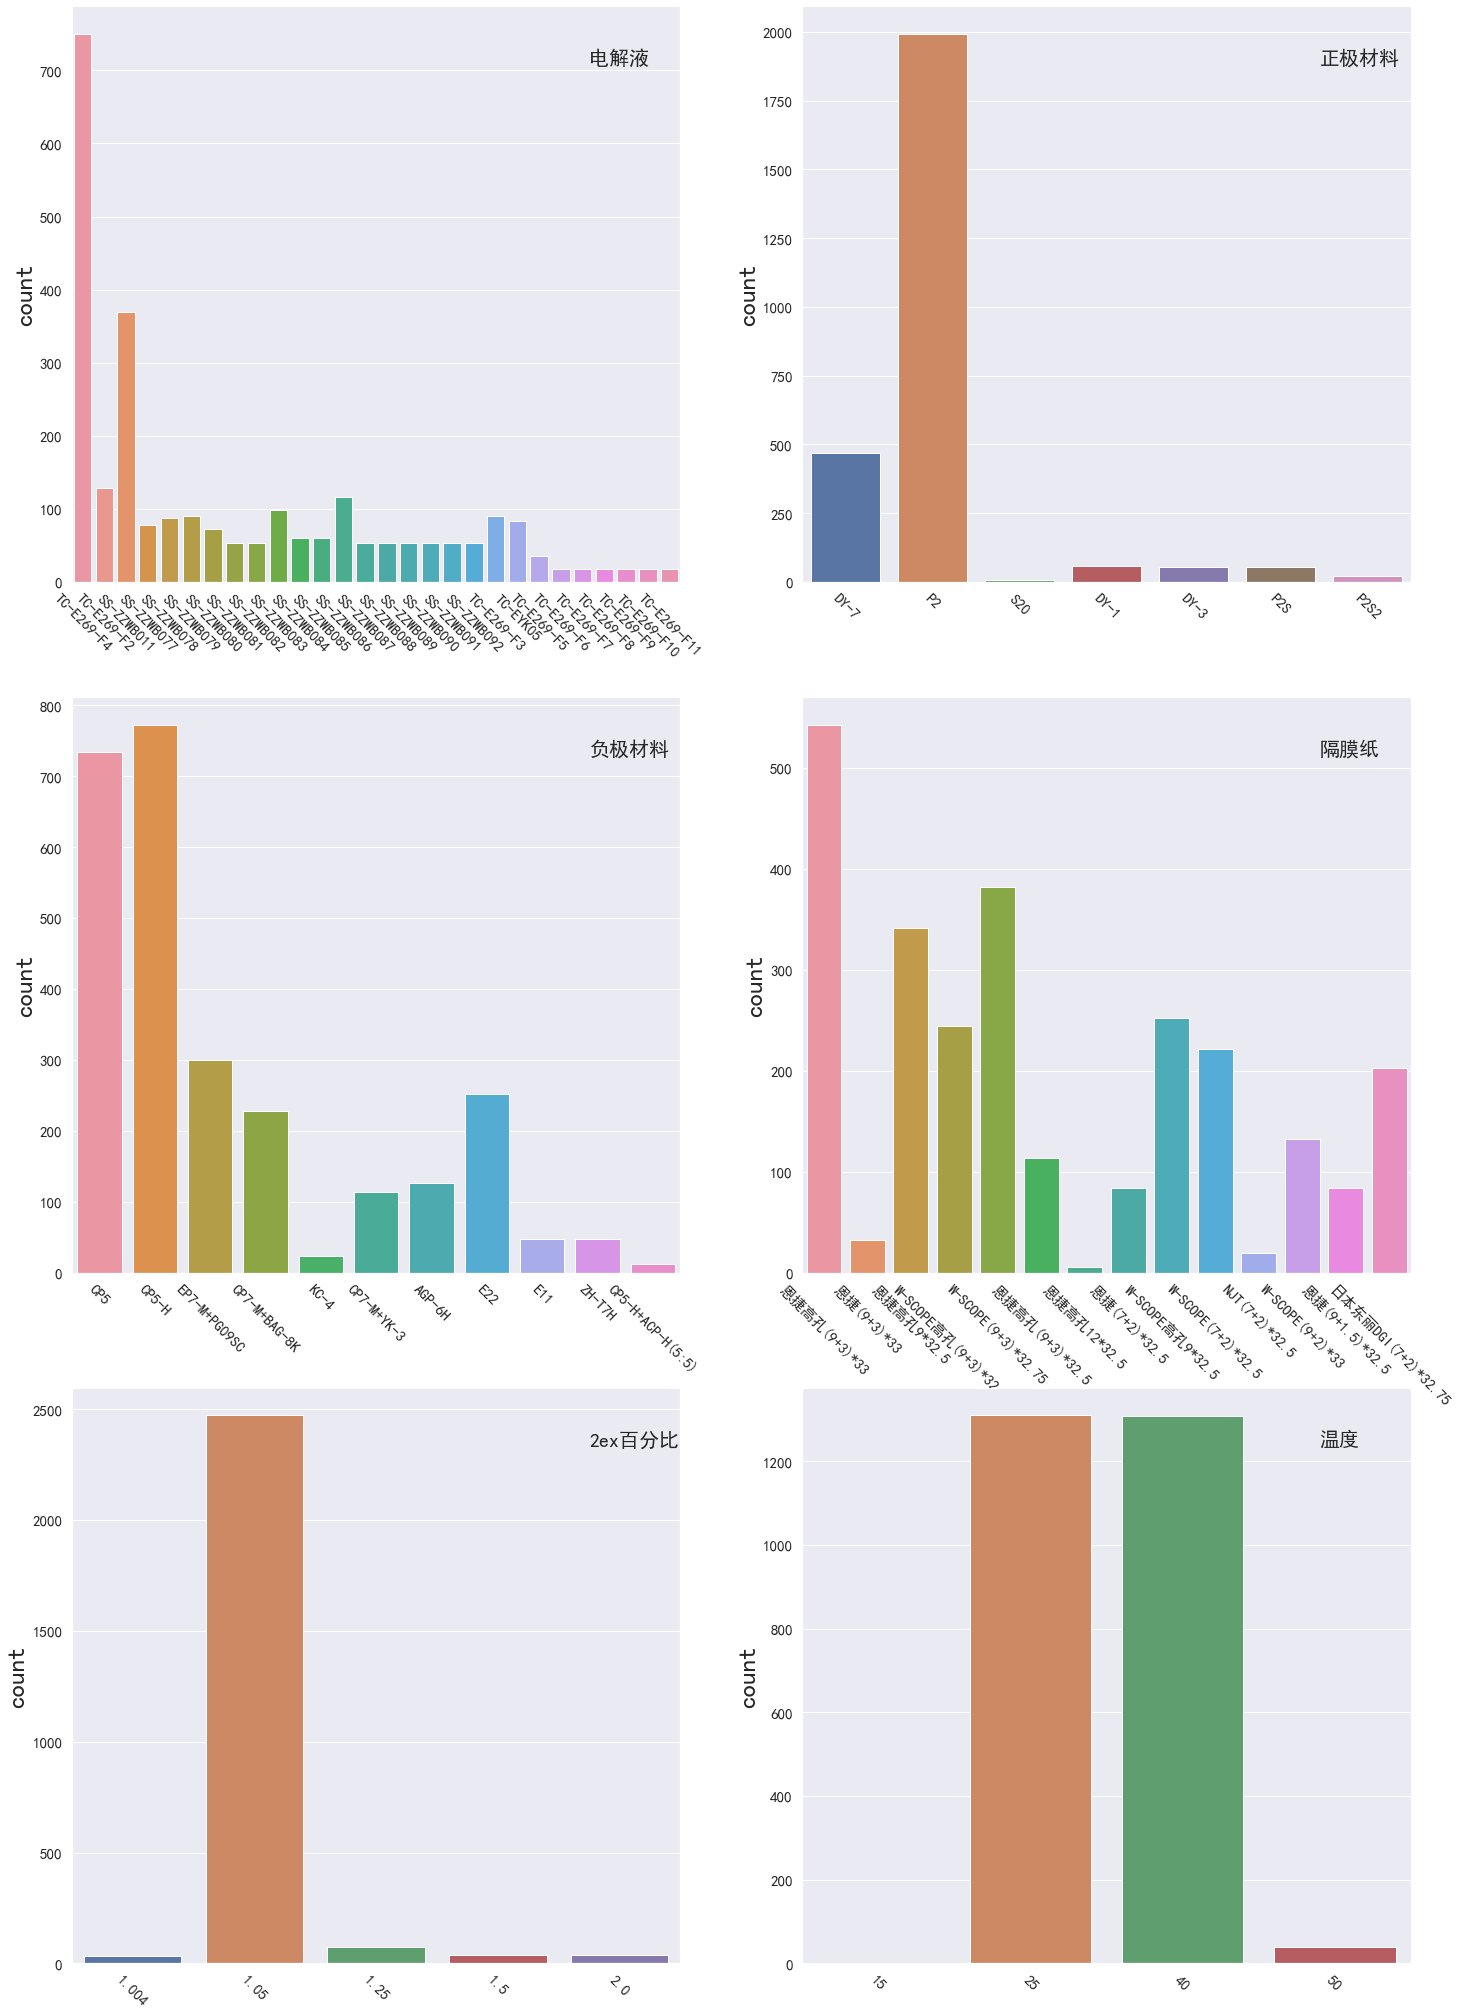 电解液
count
700
600
500
400
300
200
100
0
TC-E269-F4
TC-E269-F2
SS-ZZWB011
SS-ZZWB077
SS-ZZWB078
SS-ZZWB079
SS-ZZWB080
SS-ZZWB081
SS-ZZWB082
SS-ZZWB083
SS-ZZWB084
SS-ZZWB085
SS-ZZWB086
SS-ZZWB087
SS-ZZWB088
SS-ZZWB089
SS-ZZWB090
SS-ZZWB091
SS-ZZWB092
TC-E269-F3
TC-EYK05
TC-E269-F5
TC-E269-F6
TC-E269-F7
TC-E269-F8
TC-E269-F9
TC-E269-F10
TC-E269-F11
正极材料
count
2000
1750
1500
1250
1000
750
500
250
0
DY-7
P2
S20
DY-1
DY-3
P2S
P2S2
负极材料
count
800
700
600
500
400
300
200
100
0
QP5
QP5-H
EP7-M+PG09SC
QP7-M+BAG-8K
KC-4
QP7-M+YK-3
AGP-6H
E22
E11
ZH-T7H
QP5-H+AGP-H(5:5)
隔膜纸
count
500
400
300
200
100
0
恩捷高孔(9+3)*33
恩捷(9+3)*33
恩捷高孔9*32.5
W-SCOPE高孔(9+3)*32
W-SCOPE(9+3)*32.75
恩捷高孔(9+3)*32.5
恩捷高孔12*32.5
恩捷(7+2)*32.5
W-SCOPE高孔9*32.5
W-SCOPE(7+2)*32.5
NJT(7+2)*32.5
W-SCOPE(9+2)*33
恩捷(9+1.5)*32.5
日本东丽DGI(7+2)*32.75
2ex百分比
count
2500
2000
1500
1000
500
0
1.004
1.05
1.25
1.5
2.0
温度
count
1200
1000
800
600
400
200
0
15
25
40
50